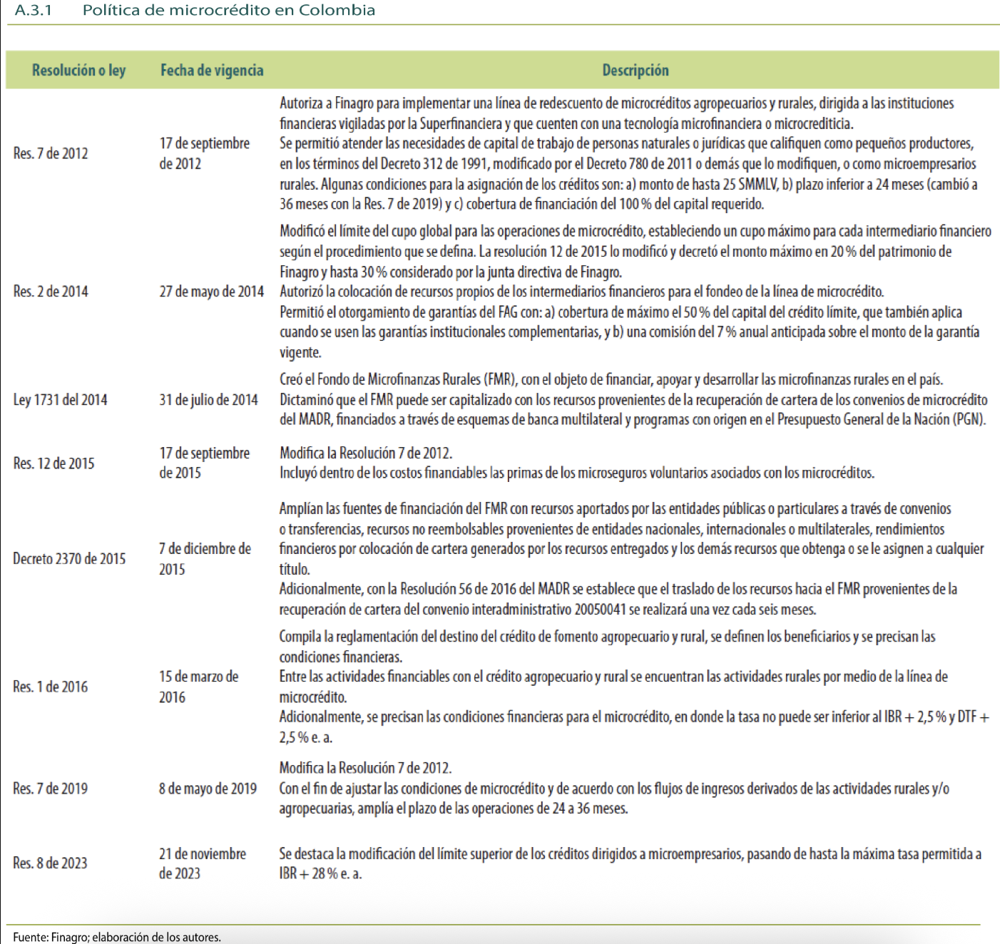 A.3.1 Política de microcrédito en Colombia
Resolución o ley Fecha de vigencia Descripción
Res. 7 de 2012
17 de septiembre
de 2012
Autoriza a Finagro para implementar una línea de redescuento de microcréditos agropecuarios y rurales, dirigida a las instituciones
financieras vigiladas por la Superfinanciera y que cuenten con una tecnología microfinanciera o microcrediticia.
Se permitió atender las necesidades de capital de trabajo de personas naturales o jurídicas que califiquen como pequeños productores,
en los términos del Decreto 312 de 1991, modificado por el Decreto 780 de 2011 o demás que lo modifiquen, o como microempresarios
rurales. Algunas condiciones para la asignación de los créditos son: a) monto de hasta 25 SMMLV, b) plazo inferior a 24 meses (cambió a
36 meses con la Res. 7 de 2019) y c) cobertura de financiación del 100 % del capital requerido.
Res. 2 de 2014
27 de mayo de 2014
Modificó el límite del cupo global para las operaciones de microcrédito, estableciendo un cupo máximo para cada intermediario financiero
según el procedimiento que se defina. La resolución 12 de 2015 lo modificó y decretó el monto máximo en 20 % del patrimonio de
Finagro y hasta 30 % considerado por la junta directiva de Finagro.
Autorizó la colocación de recursos propios de los intermediarios financieros para el fondeo de la línea de microcrédito.
Permitió el otorgamiento de garantías del FAG con: a) cobertura de máximo el 50 % del capital del crédito límite, que también aplica
cuando se usen las garantías institucionales complementarias, y b) una comisión del 7 % anual anticipada sobre el monto de la garantía
vigente.
Ley 1731 del 2014
31 de julio de 2014
Creó el Fondo de Microfinanzas Rurales (FMR), con el objeto de financiar, apoyar y desarrollar las microfinanzas rurales en el país.
Dictaminó que el FMR puede ser capitalizado con los recursos provenientes de la recuperación de cartera de los convenios de microcrédito
del MADR, financiados a través de esquemas de banca multilateral y programas con origen en el Presupuesto General de la Nación (PGN).
Res. 12 de 2015
17 de septiembre
de 2015
Modifica la Resolución 7 de 2012.
Incluyó dentro de los costos financiables las primas de los microseguros voluntarios asociados con los microcréditos.
Decreto 2370 de 2015
7 de diciembre de
2015
Amplían las fuentes de financiación del FMR con recursos aportados por las entidades públicas o particulares a través de convenios
o transferencias, recursos no reembolsables provenientes de entidades nacionales, internacionales o multilaterales, rendimientos
financieros por colocación de cartera generados por los recursos entregados y los demás recursos que obtenga o se le asignen a cualquier
título.
Adicionalmente, con la Resolución 56 de 2016 del MADR se establece que el traslado de los recursos hacia el FMR provenientes de la
recuperación de cartera del convenio interadministrativo 20050041 se realizará una vez cada seis meses.
Res. 1 de 2016
15 de marzo de
2016
Compila la reglamentación del destino del crédito de fomento agropecuario y rural, se definen los beneficiarios y se precisan las
condiciones financieras.
Entre las actividades financiables con el crédito agropecuario y rural se encuentran las actividades rurales por medio de la línea de
microcrédito.
Adicionalmente, se precisan las condiciones financieras para el microcrédito, en donde la tasa no puede ser inferior al IBR + 2,5 % y DTF +
2,5 % e. a.
Res. 7 de 2019
8 de mayo de 2019
Modifica la Resolución 7 de 2012.
Con el fin de ajustar las condiciones de microcrédito y de acuerdo con los flujos de ingresos derivados de las actividades rurales y/o
agropecuarias, amplía el plazo de las operaciones de 24 a 36 meses.
Res. 8 de 2023
21 de noviembre
de 2023
Se destaca la modificación del límite superior de los créditos dirigidos a microempresarios, pasando de hasta la máxima tasa permitida a
IBR + 28 % e. a.
Fuente: Finagro; elaboración de los autores.